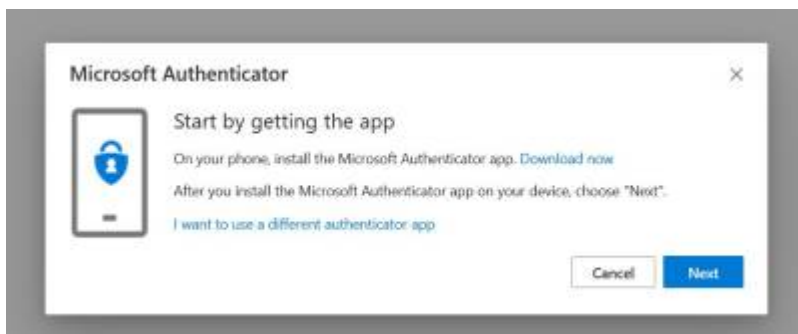 Microsoft Authenticator
Start by getting the app
On your phone, install the Microsoft Authenticator app. Download now
After you install the Microsoft Authenticator app on your device, choose "Next".
I want to use a different authenticator app
Cancel Next